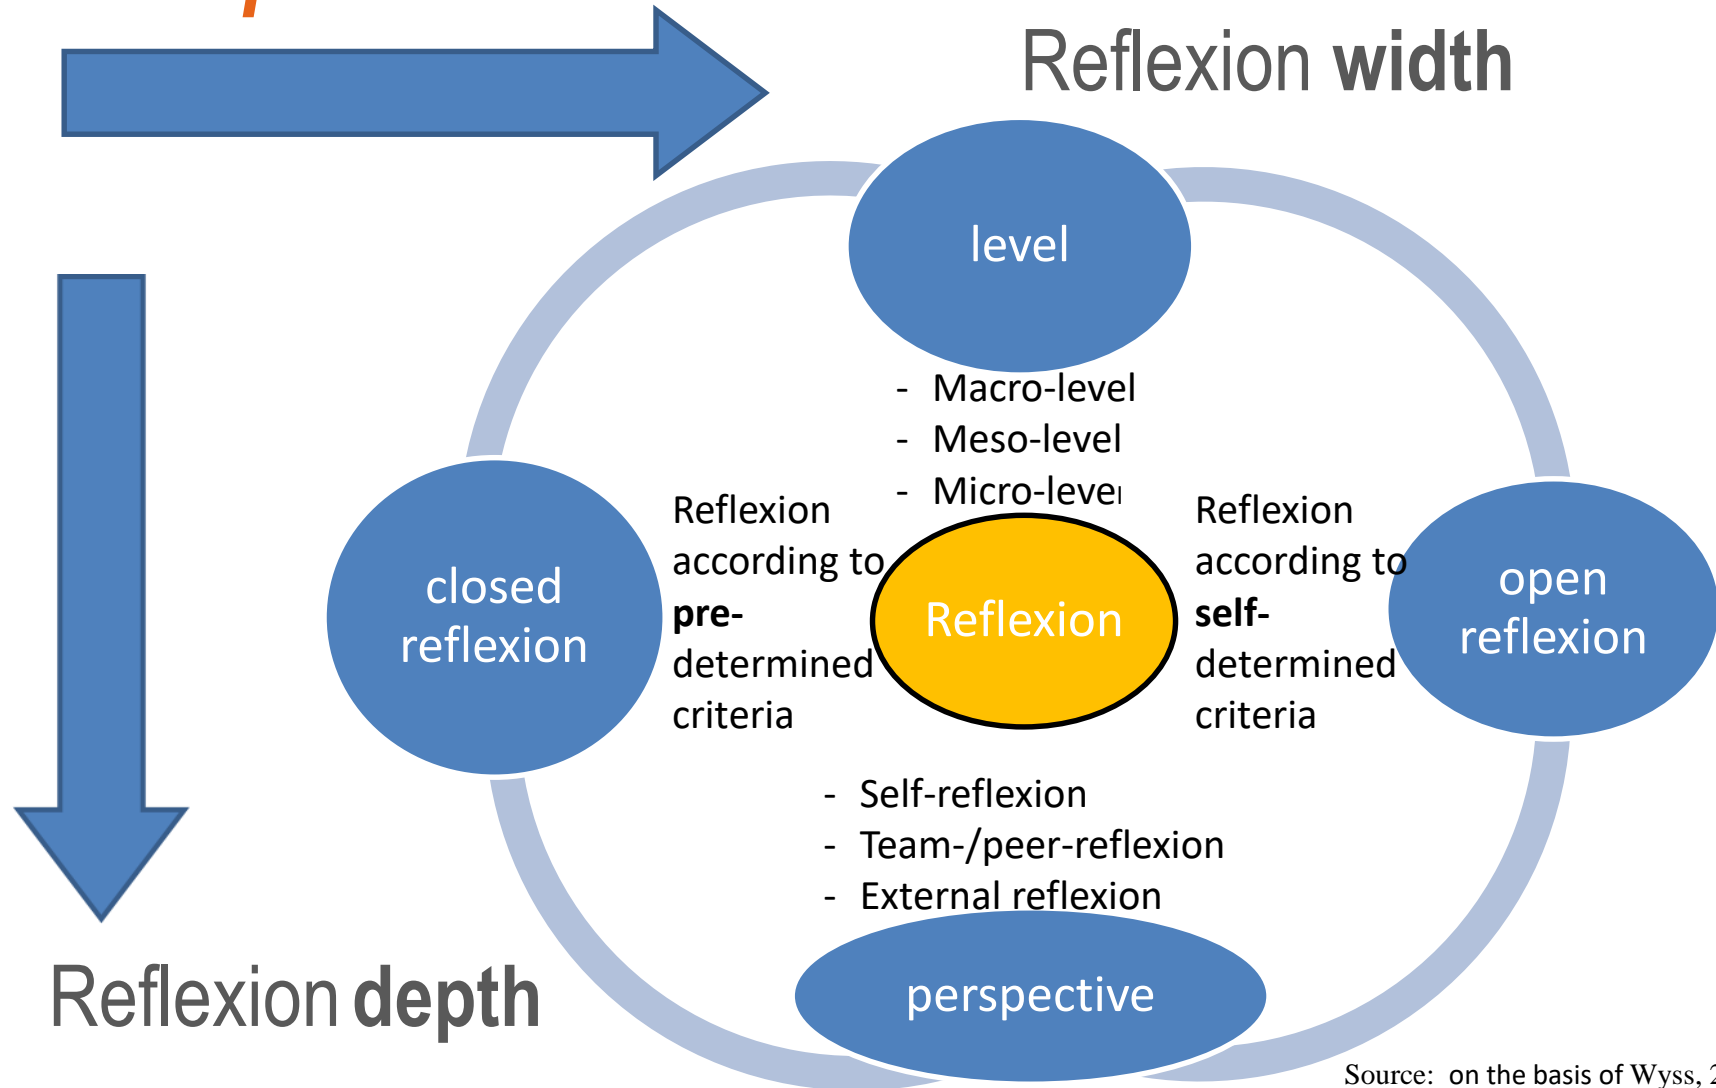 Reflexion width
level
- Macro-level
- Meso-level
- Micro-level
closed
reflexion
Reflexion
according to
pre-
determined
criteria
Reflexion
Reflexion
according to
self-
determined
criteria
open
reflexion
- Self-reflexion
- Team-/peer-reflexion
- External reflexion
perspective
Reflexion depth
Source: on the basis of Wyss,